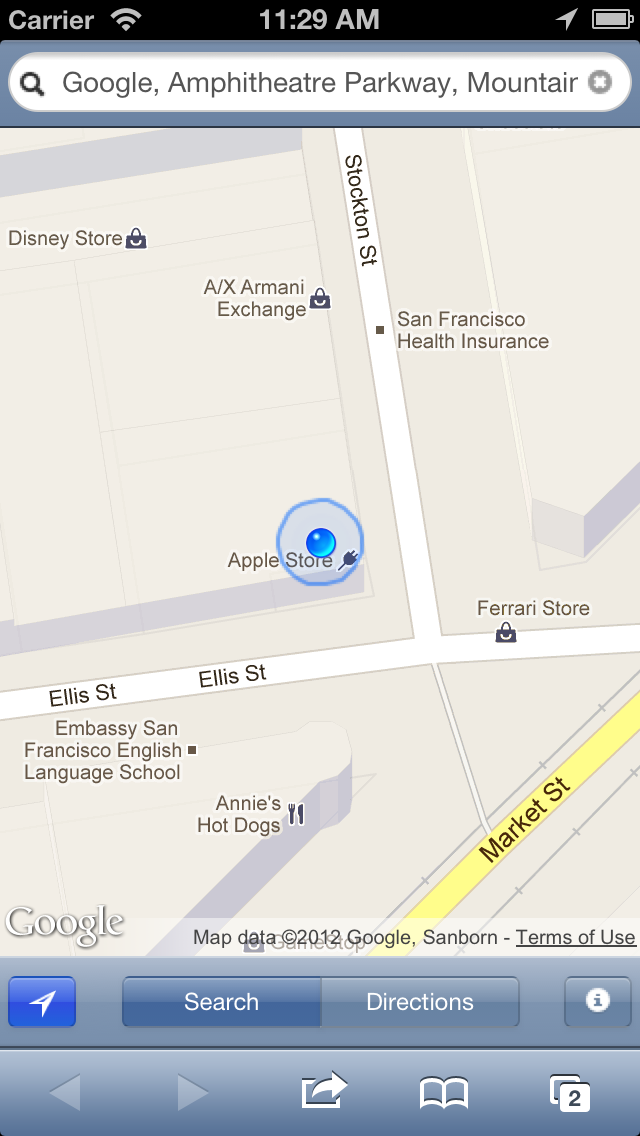 Carrier 11:29 AM
Google, Amphitheatre Parkway, Mountain
Stockton St
Disney Store
A/X Armani
Exchange
San Francisco
Health Insurance
Apple Store
Ferrari Store
Ellis St
Ellis St
Embassy San
Francisco English
Language School
Annie's
Hot Dogs
Market St
Google
GameStop
Map data ©2012 Google, Sanborn - Terms of Use
Search
Directions
2